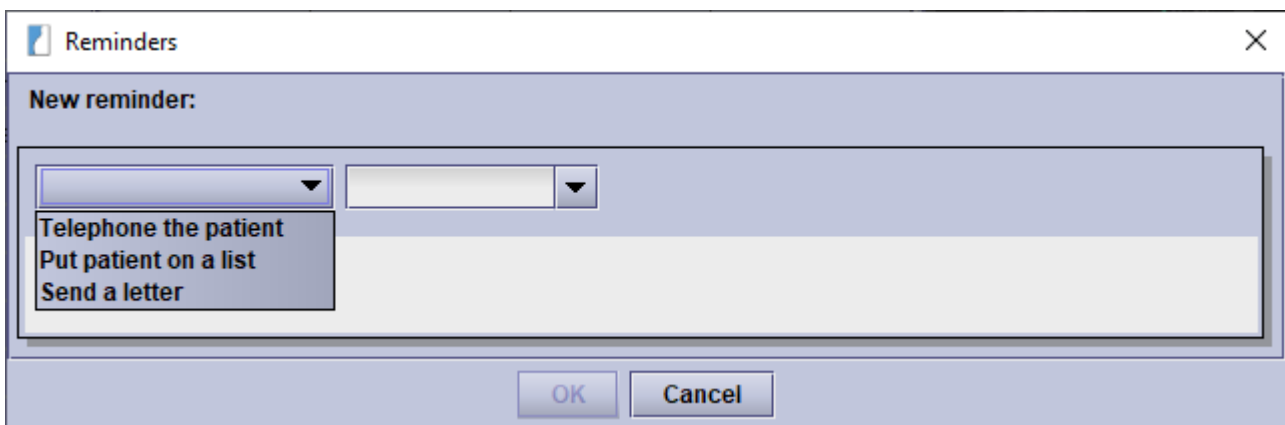 Reminders
New reminder:
Telephone the patient
Put patient on a list
Send a letter
OK
Cancel